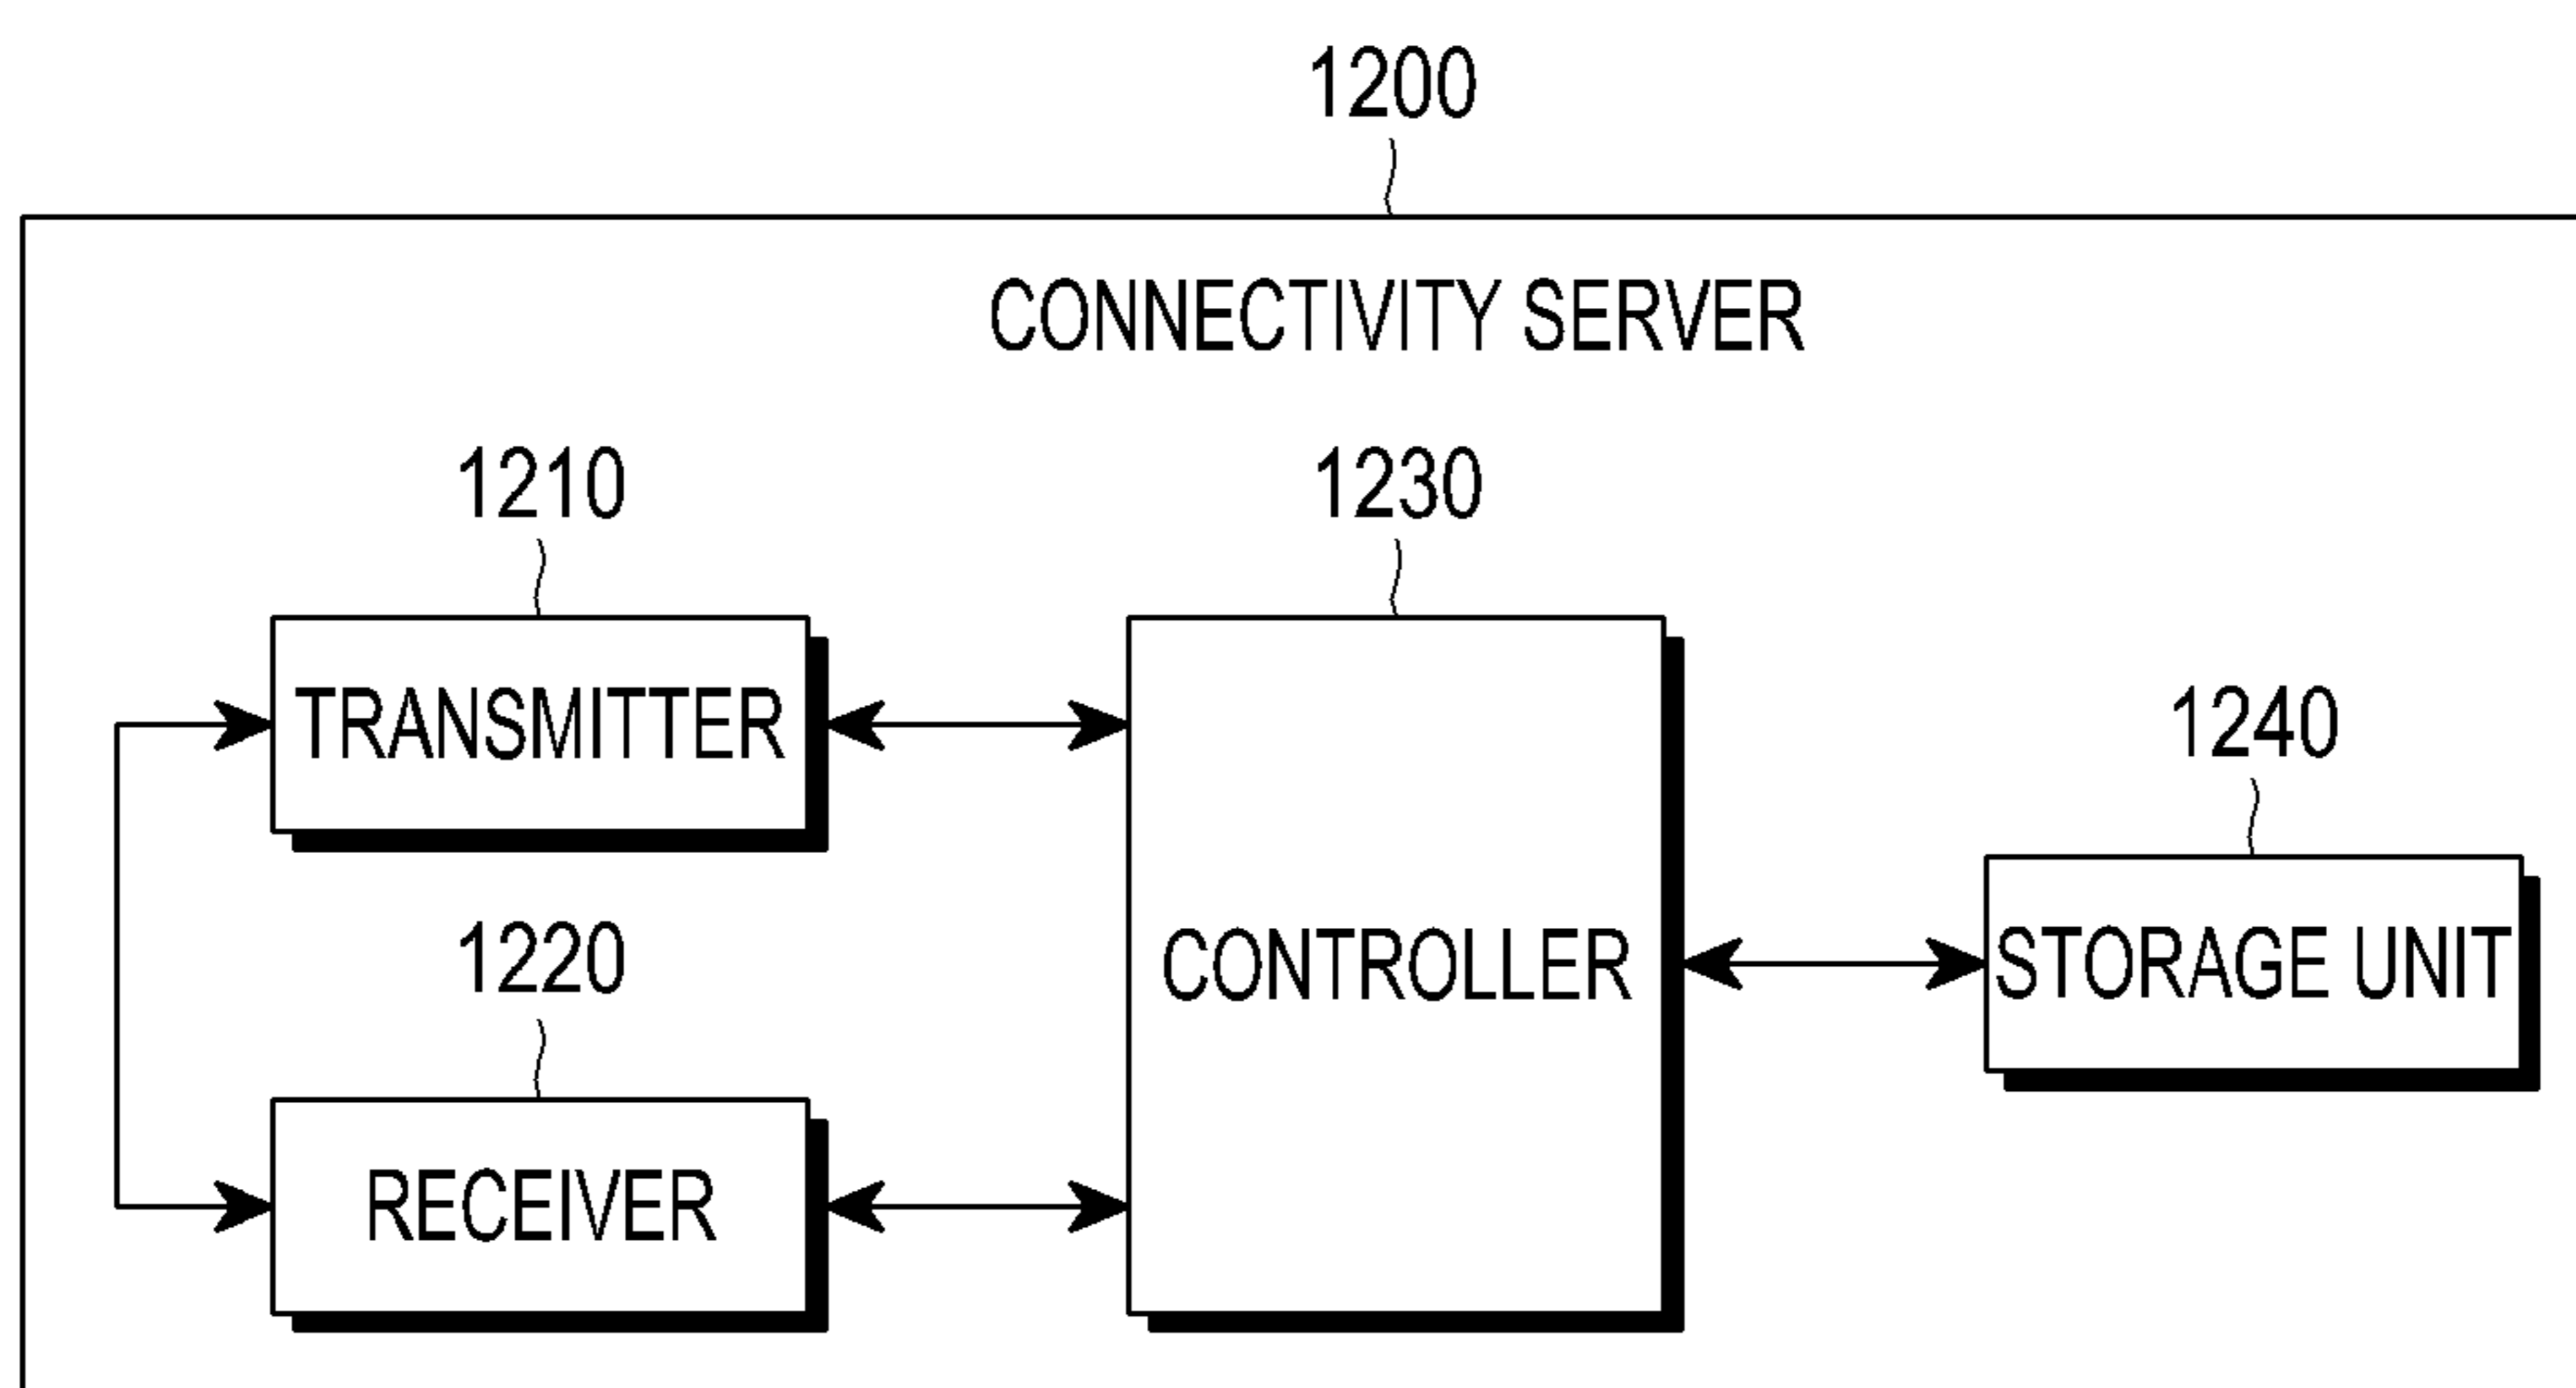 1200
CONNECTIVITY SERVER
1210
1230
TRANSMITTER
1240
1220
CONTROLLER
STORAGE UNIT
RECEIVER